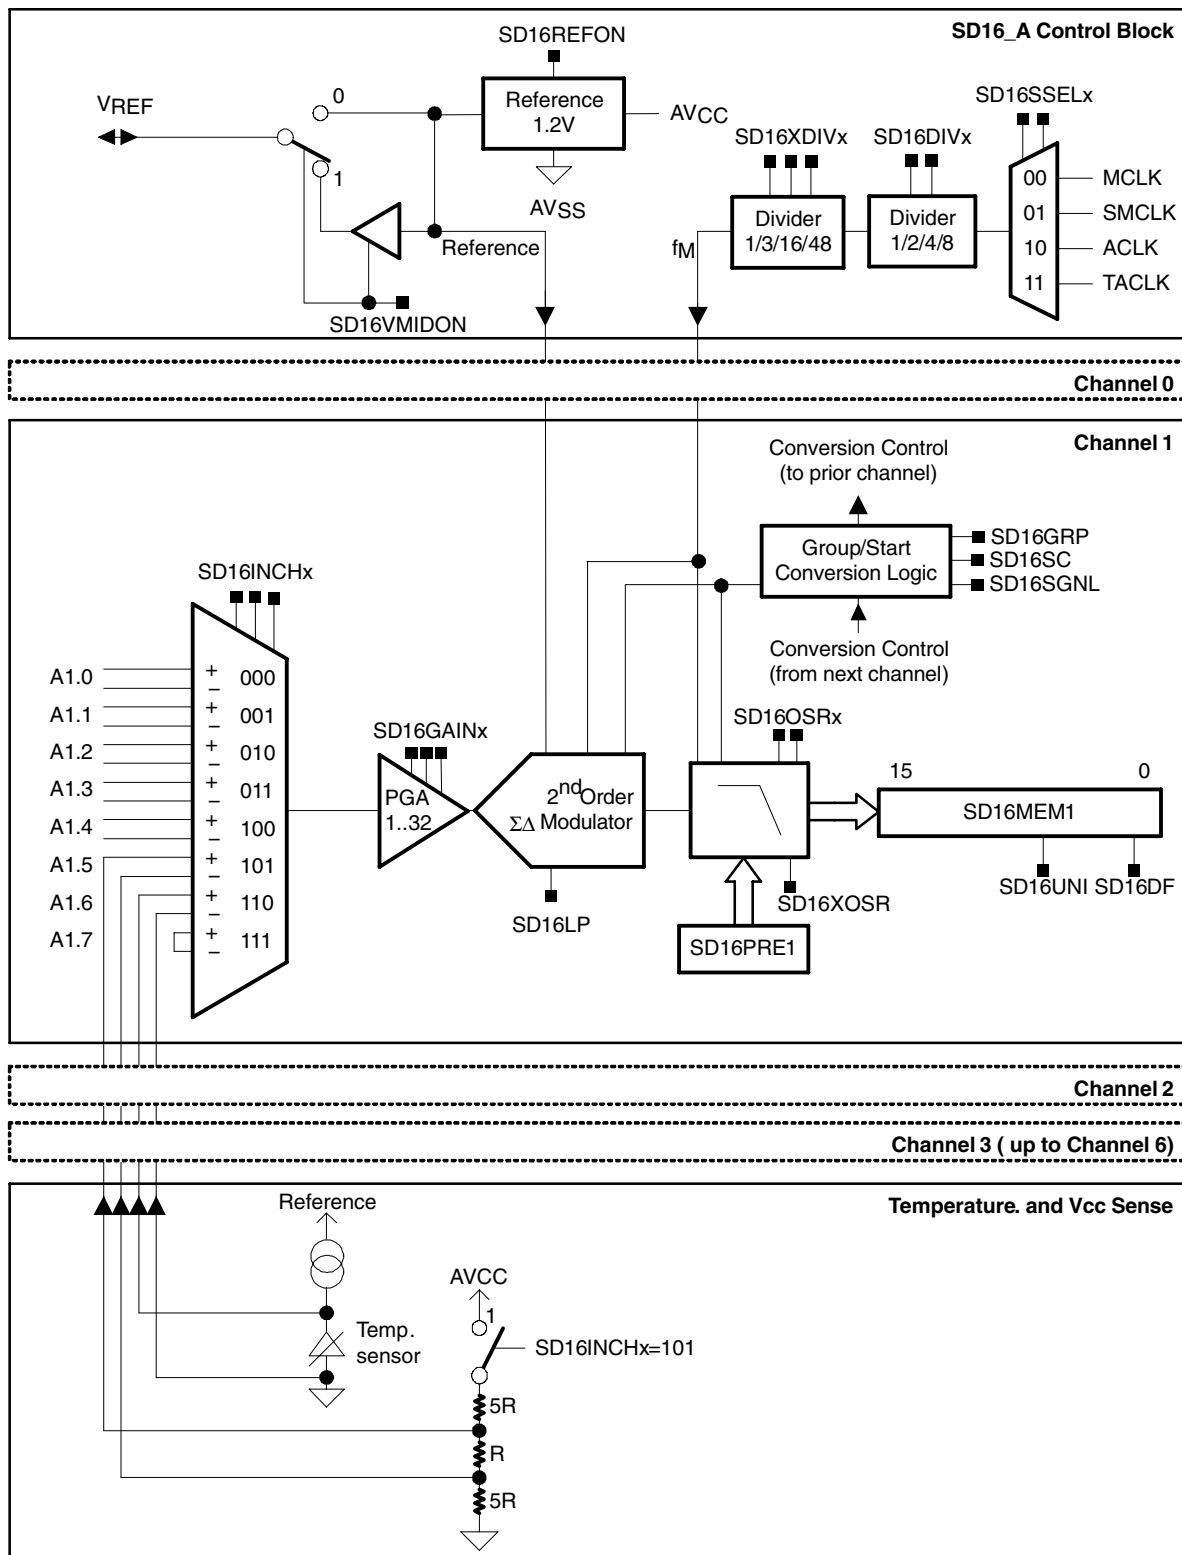 SD16_A Control Block
SD16REFON
VREF
0
Reference
1.2V
AVCC
SD16SSELx
SD16XDIVx
SD16DIVx
1
AVSS
Reference
fM
Divider
1/3/16/48
Divider
1/2/4/8
00
MCLK
01
SMCLK
10
ACLK
11
TACLK
SD16VMIDON
Channel 0
Channel 1
Conversion Control
(to prior channel)
Group/Start
Conversion Logic
SD16GRP
SD16SC
SD16SGNL
Conversion Control
(from next channel)
SD16INCHx
A1.0
+
−
000
A1.1
+
−
001
A1.2
+
−
010
A1.3
+
−
011
A1.4
+
−
100
A1.5
+
−
101
A1.6
+
−
110
A1.7
+
−
111
SD16GAINx
PGA
1..32
2nd Order
ΣΔ Modulator
SD16LP
SD16OSRx
SD16XOSR
SD16PRE1
15
0
SD16MEM1
SD16UNI
SD16DF
Channel 2
Channel 3 ( up to Channel 6)
Temperature. and Vcc Sense
Reference
Temp.
sensor
AVCC
1
SD16INCHx=101
5R
R
5R